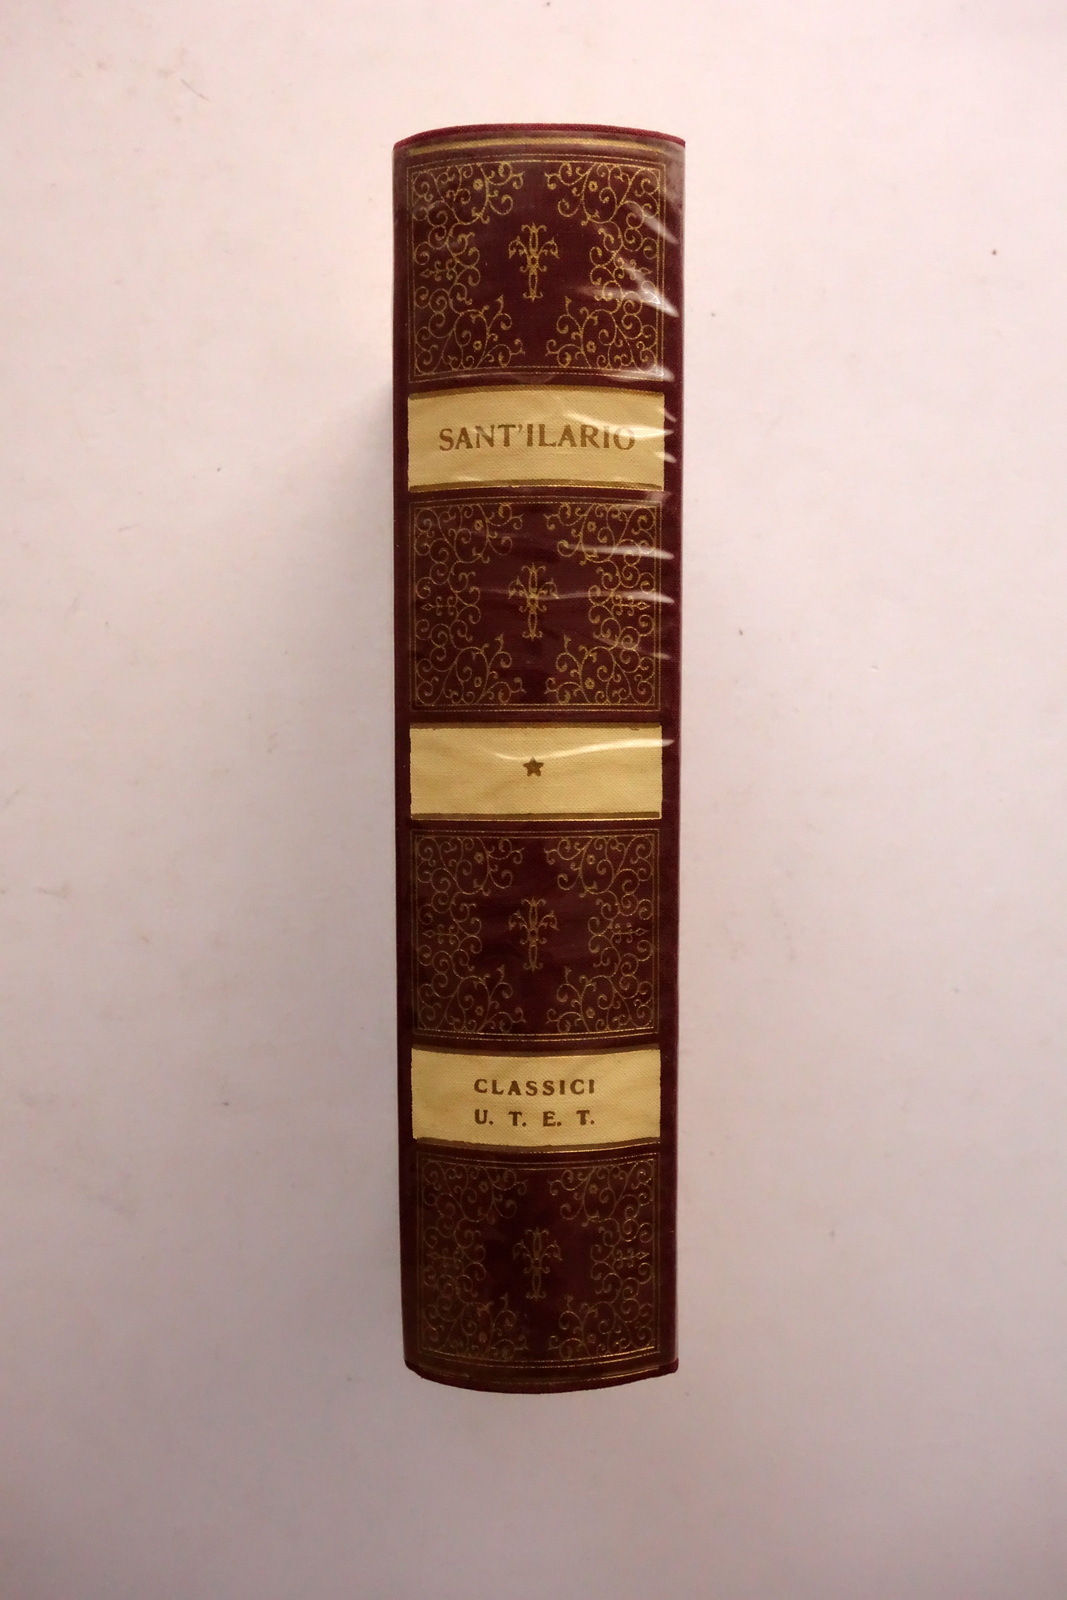 SANT'ILARIO
CLASSICI
U. T. E. T.